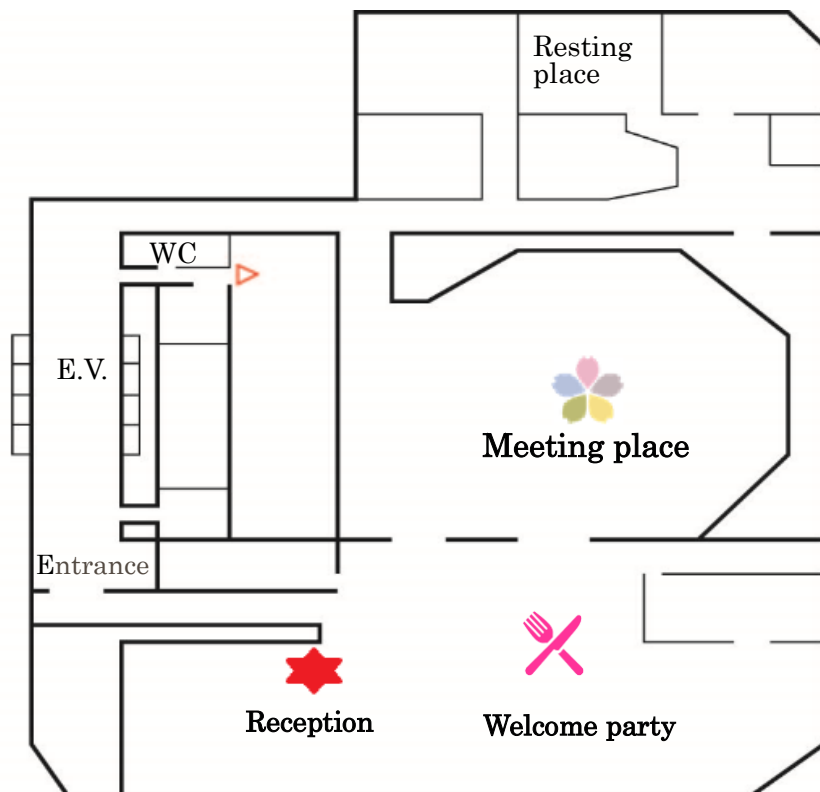 Resting
place
WC
E.V.
Meeting place
Entrance
Reception
Welcome party